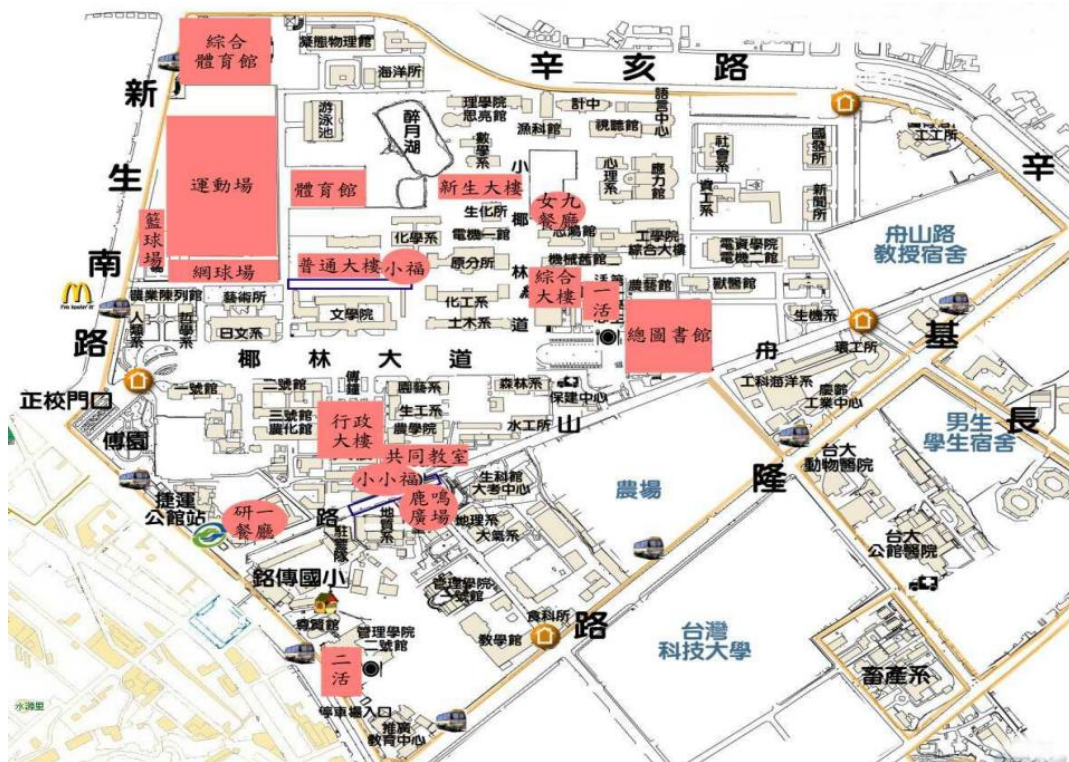 綜合
體育館
凝態物理館
海洋所
辛亥路
新生南路
游泳池
醉月湖
理學院
思亮館
計中
語言中心
漁科館
視聽館
數學系
運動場
體育館
新生大樓
小椰林道
女九
餐廳
心理系
應力館
社會系
資工系
國發所
新聞所
工工所
辛
籃球場
生化所
電機一館
化學系
工學院
綜合大樓
電資學院
電機二館
舟山路
教授宿舍
網球場
普通大樓
小福
原分所
機械舊館
綜合
大樓
一活
農藝館
獸醫館
農業陳列館
藝術所
人類系
哲學系
日文系
文學院
化工系
土木系
總圖書館
生機系
環工所
基隆路
椰林大道
舟山路
正校門口
一號館
二號館
園藝系
森林系
保健中心
工科海洋系
慶齡
工業中心
三號館
農化館
行政
大樓
生工系
農學院
水工所
傅園
共同教室
小小福
鹿鳴
廣場
生科館
大考中心
農場
台大
動物醫院
男生
學生宿舍
長
捷運
公館站
研一
餐廳
駐警隊
地質系
地理系
大氣系
台大
公館醫院
銘傳國小
尊賢館
管理學院
一號館
管理學院
二號館
教學館
食科所
台灣
科技大學
畜產系
二
活
停車場入口
推廣
教育中心
水源里